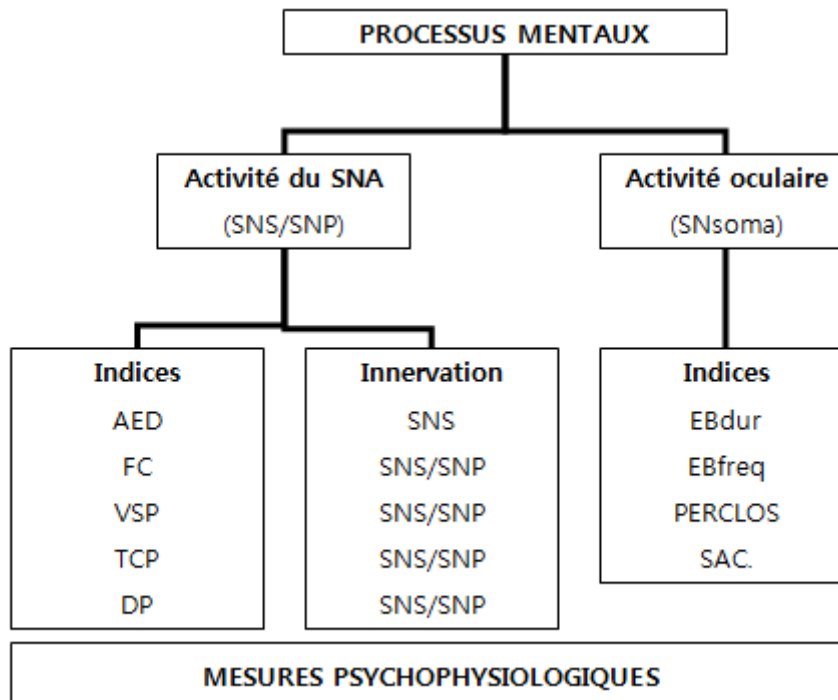 PROCESSUS MENTAUX
Activité du SNA
(SNS/SNP)
Activité oculaire
(SNsoma)
Indices
AED
FC
VSP
TCP
DP
Innervation
SNS
SNS/SNP
SNS/SNP
SNS/SNP
SNS/SNP
Indices
EBdur
EBfreq
PERCLOS
SAC.
MESURES PSYCHOPHYSIOLOGIQUES